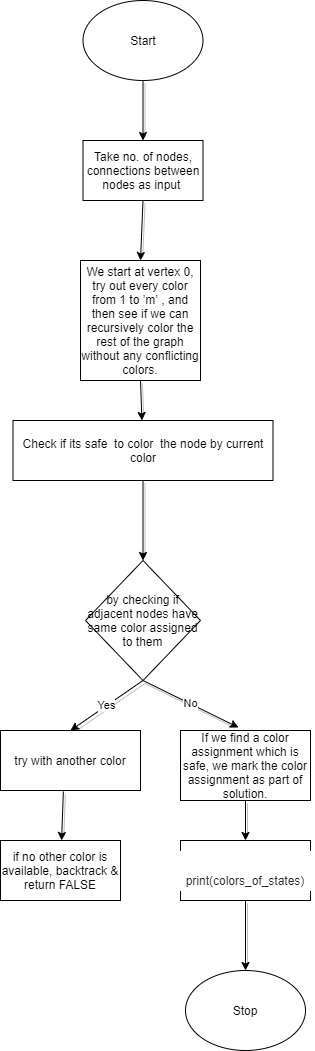 Start
Take no. of nodes,
connections between
nodes as input
We start at vertex 0,
try out every color
from 1 to 'm' , and
then see if we can
recursively color the
rest of the graph
without any conflicting
colors.
Check if its safe  to color  the node by current
color
by checking if
adjacent nodes have
same color assigned
to them
Yes
No
try with another color
If we find a color
assignment which is
safe, we mark the color
assignment as part of
solution.
if no other color is
available, backtrack &
return FALSE
print(colors_of_states)
Stop